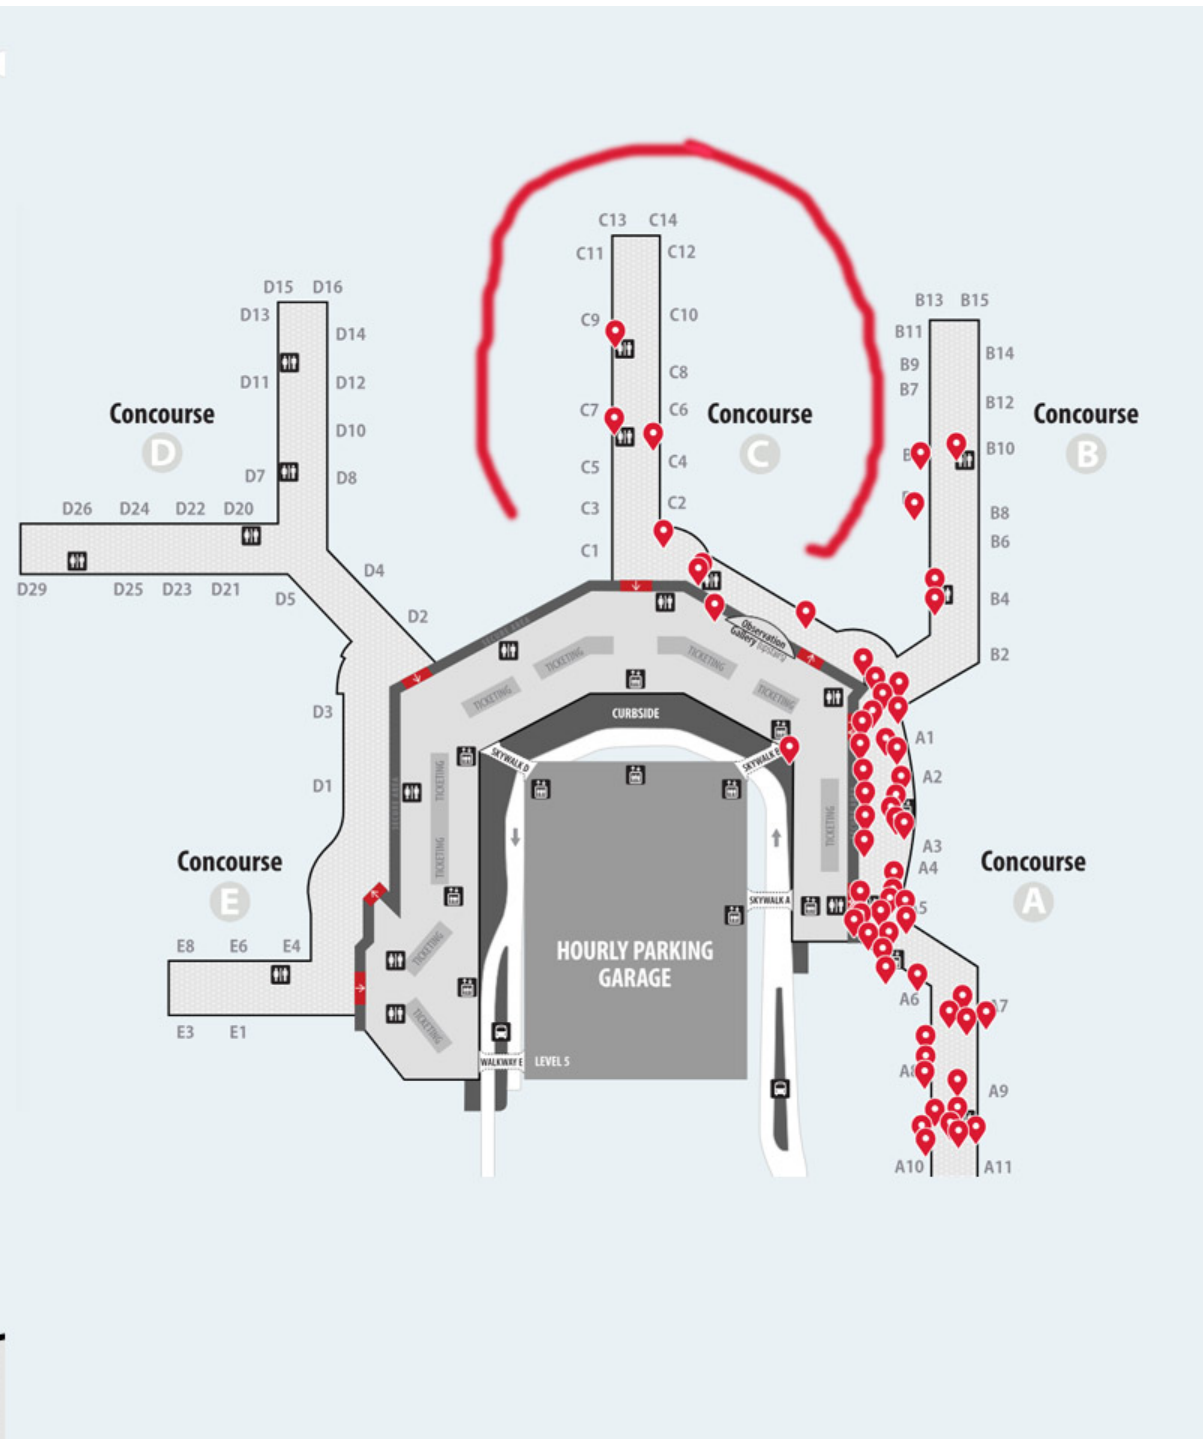 C13 C14
C11 C12
D15 D16
B13 B15
D13
C9 C10
D14
B11
B14
B9
C8
D11 D12
B7
B12
Concourse
D
C7 C6
Concourse
C
Concourse
B
D10
B10
C5 C4
D7 D8
C3 C2
D26 D24 D22 D20
B8
B6
C1
D4
D29 D25 D23 D21
D5
B4
D2
SECURE AREA
Observation
Gallery upstairs
B2
TICKETING
TICKETING
TICKETING
TICKETING
D3
CURBSIDE
A1
SKYWALK D
SKYWALK B
TICKETING
A2
D1
TICKETING
A3
TICKETING
Concourse
E
A4
Concourse
A
SKYWALK A
E8 E6 E4
TICKETING
HOURLY PARKING
GARAGE
A6
TICKETING
E3 E1
WALKWAY E
LEVEL 5
A9
A10 A11